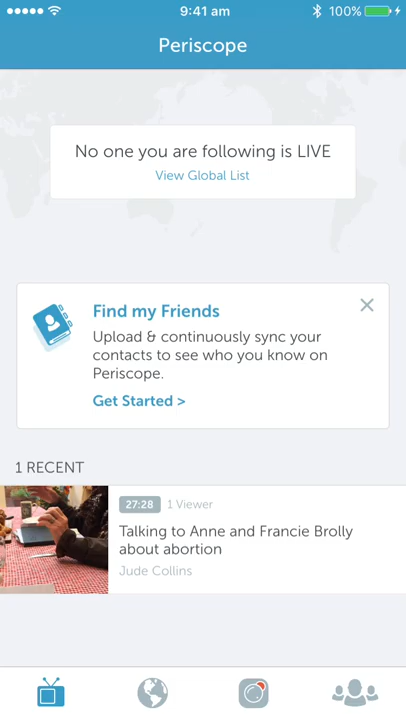 9:41 am
100%
Periscope
No one you are following is LIVE
View Global List
Find my Friends
Upload & continuously sync your
contacts to see who you know on
Periscope.
Get Started >
1 RECENT
27:28 1 Viewer
Talking to Anne and Francie Brolly
about abortion
Jude Collins